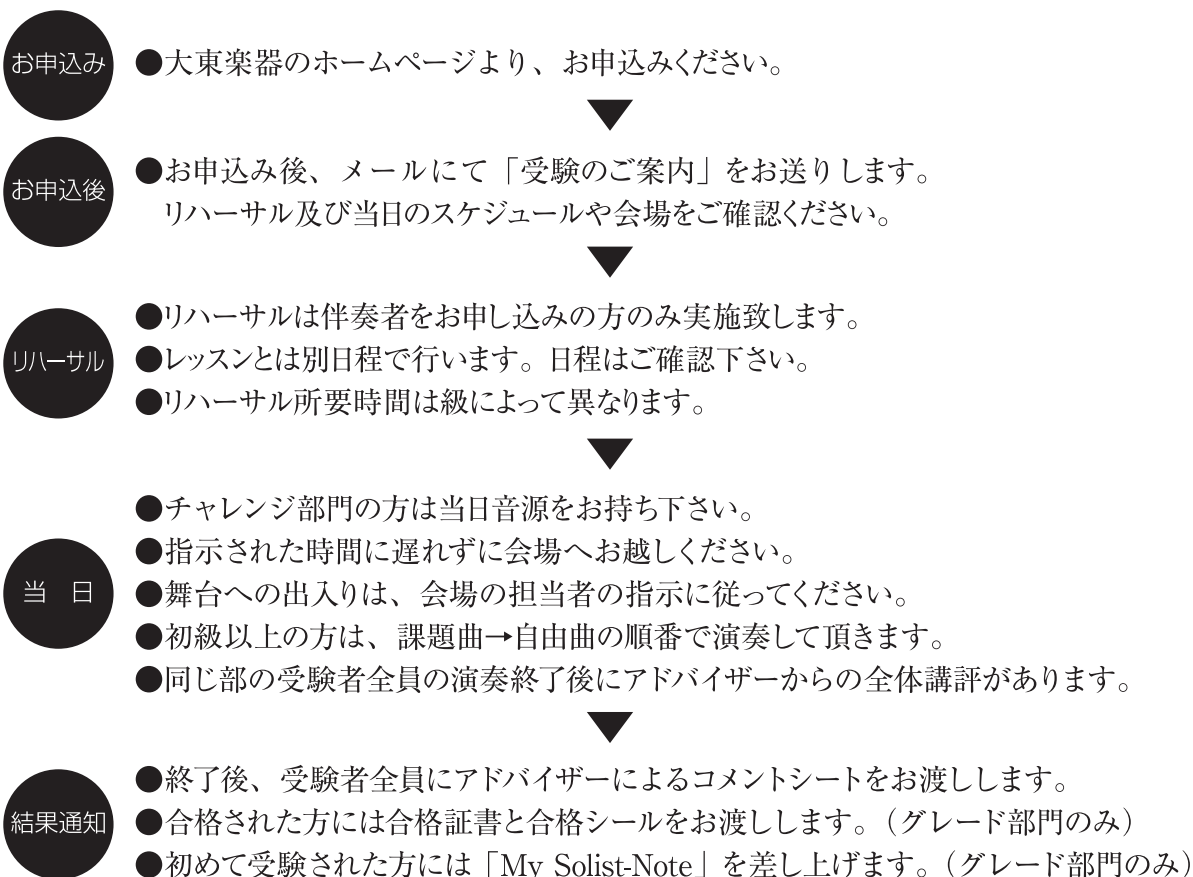 お申込み
●大東楽器のホームページより、お申込みください。
▼
お申込後
●お申込み後、メールにて「受験のご案内」をお送りします。
リハーサル及び当日のスケジュールや会場をご確認ください。
▼
リハーサル
●リハーサルは伴奏者をお申し込みの方のみ実施致します。
●レッスンとは別日程で行います。日程はご確認下さい。
●リハーサル所要時間は級によって異なります。
▼
当　日
●チャレンジ部門の方は当日音源をお持ち下さい。
●指示された時間に遅れずに会場へお越しください。
●舞台への出入りは、会場の担当者の指示に従ってください。
●初級以上の方は、課題曲→自由曲の順番で演奏して頂きます。
●同じ部の受験者全員の演奏終了後にアドバイザーからの全体講評があります。
▼
結果通知
●終了後、受験者全員にアドバイザーによるコメントシートをお渡しします。
●合格された方には合格証書と合格シールをお渡しします。（グレード部門のみ）
●初めて受験された方には「My Solist-Note」を差し上げます。（グレード部門のみ）